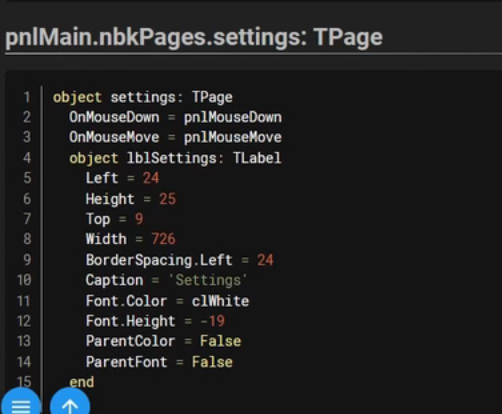 pnlMain.nbkPages.settings: TPage
1 object settings: TPage
2   OnMouseDown = pnlMouseDown
3   OnMouseMove = pnlMouseMove
4   object lblSettings: TLabel
5     Left = 24
6     Height = 25
7     Top = 9
8     Width = 726
9     BorderSpacing.Left = 24
10     Caption = 'Settings'
11     Font.Color = clWhite
12     Font.Height = -19
13     ParentColor = False
14     ParentFont = False
15   end